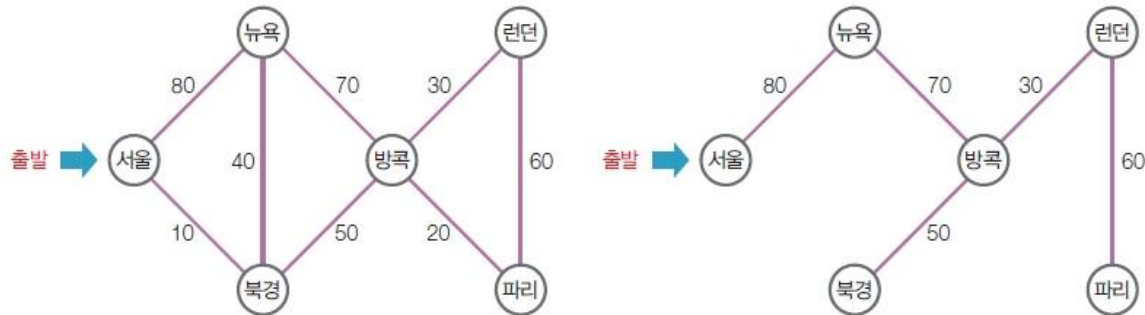 뉴욕 런던 뉴욕 런던
80 70 30 80 70 30
출발 서울 40 방콕 60 출발 서울 방콕 60
10 50 20 50
북경 파리 북경 파리